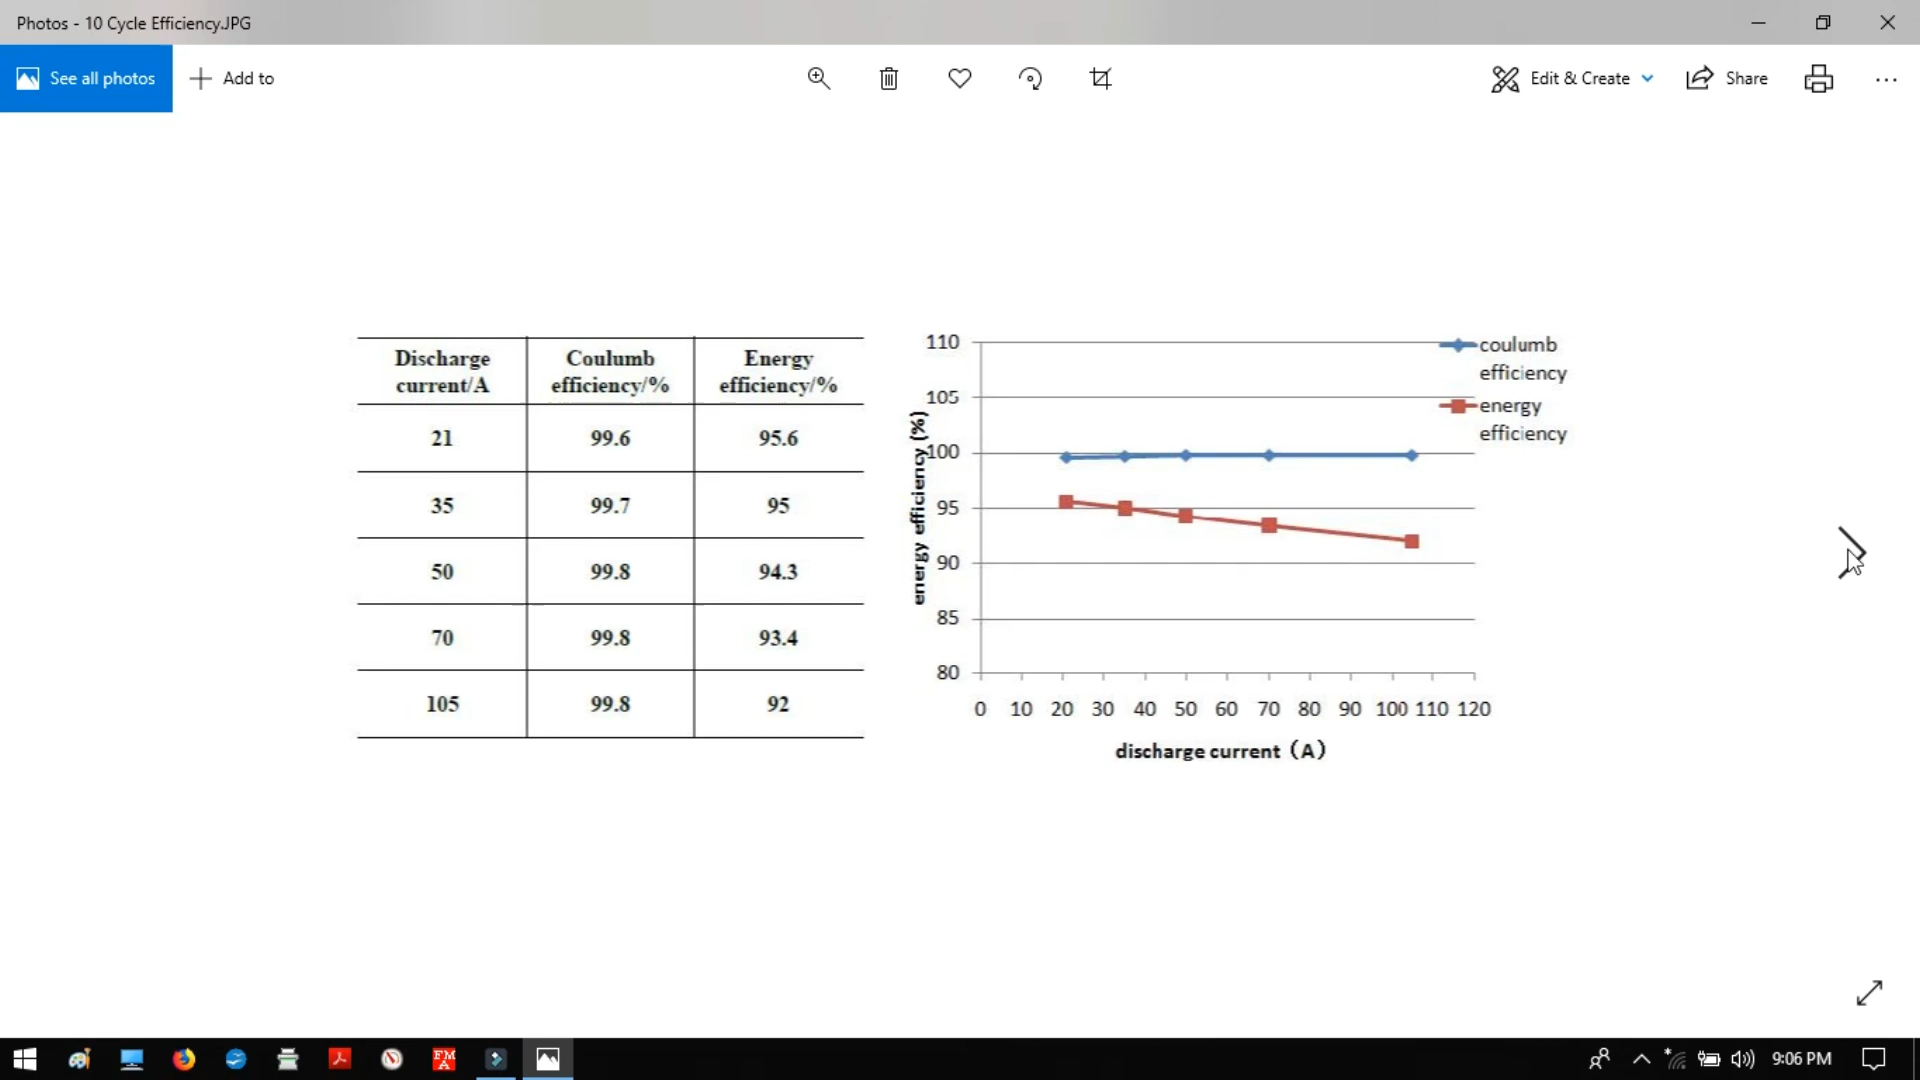 Photos - 10 Cycle Efficiency.JPG
See all photos
Add to
Edit & Create
Share
Discharge current/A
Coulumb efficiency/%
Energy efficiency/%
21 99.6 95.6
35 99.7 95
50 99.8 94.3
70 99.8 93.4
105 99.8 92
energy efficiency (%)
110
105
100
95
90
85
80
0 10 20 30 40 50 60 70 80 90 100 110 120
discharge current (A)
coulumb
efficiency
energy
efficiency
FM
A
9:06 PM